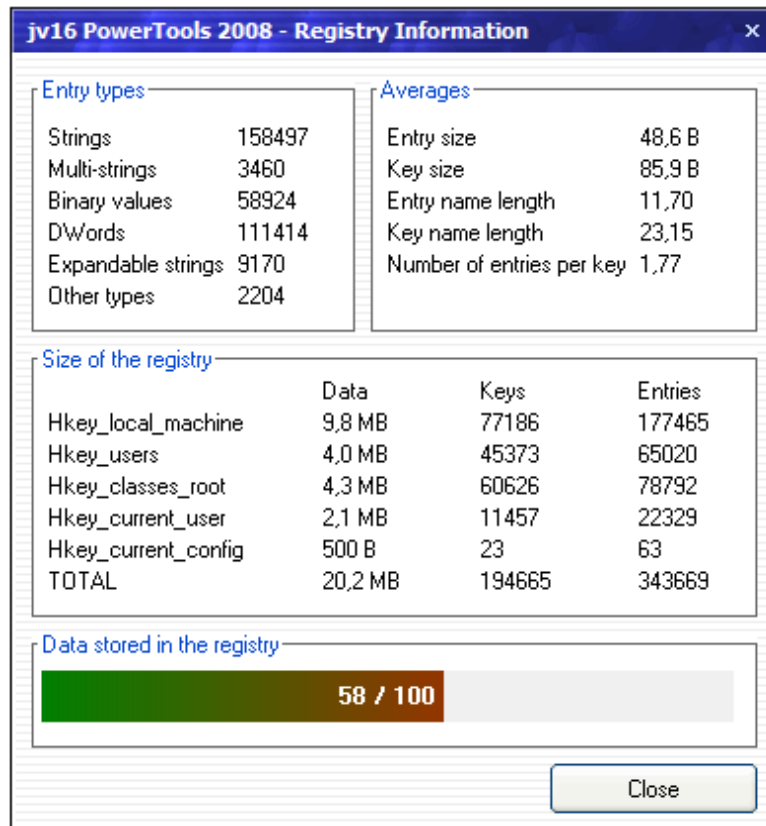 jv16 PowerTools 2008 - Registry Information
Entry types
Strings 158497
Multi-strings 3460
Binary values 58924
DWords 111414
Expandable strings 9170
Other types 2204
Averages
Entry size 48,6 B
Key size 85,9 B
Entry name length 11,70
Key name length 23,15
Number of entries per key 1,77
Size of the registry
Data Keys Entries
Hkey_local_machine 9,8 MB 77186 177465
Hkey_users 4,0 MB 45373 65020
Hkey_classes_root 4,3 MB 60626 78792
Hkey_current_user 2,1 MB 11457 22329
Hkey_current_config 500 B 23 63
TOTAL 20,2 MB 194665 343669
Data stored in the registry
58 / 100
Close